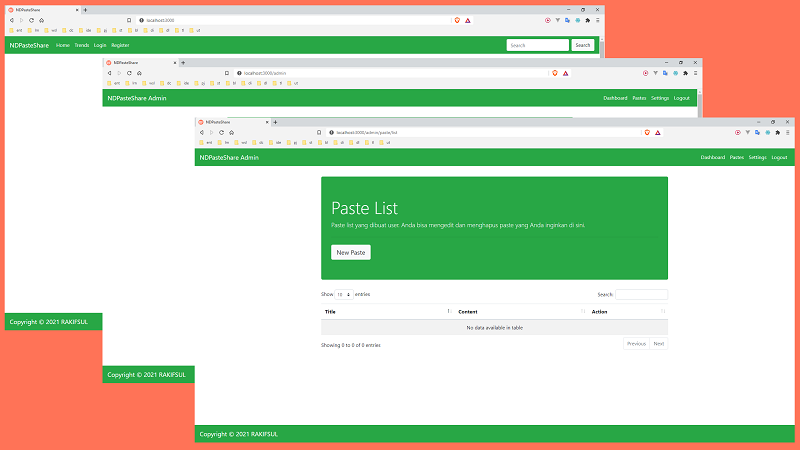 NDPasteShare
localhost:3000
NDPasteShare Home Trends Login Register Search Search
Copyright © 2021 RAKIFSUL
NDPasteShare
localhost:3000/admin
NDPasteShare Admin Dashboard Pastes Settings Logout
Copyright © 2021 RAKIFSUL
NDPasteShare
localhost:3000/admin/paste/list
NDPasteShare Admin Dashboard Pastes Settings Logout
Paste List
Paste list yang dibuat user. Anda bisa mengedit dan menghapus paste yang Anda inginkan di sini.
New Paste
Show 10 entries Search:
Title Content Action
No data available in table
Showing 0 to 0 of 0 entries Previous Next
Copyright © 2021 RAKIFSUL